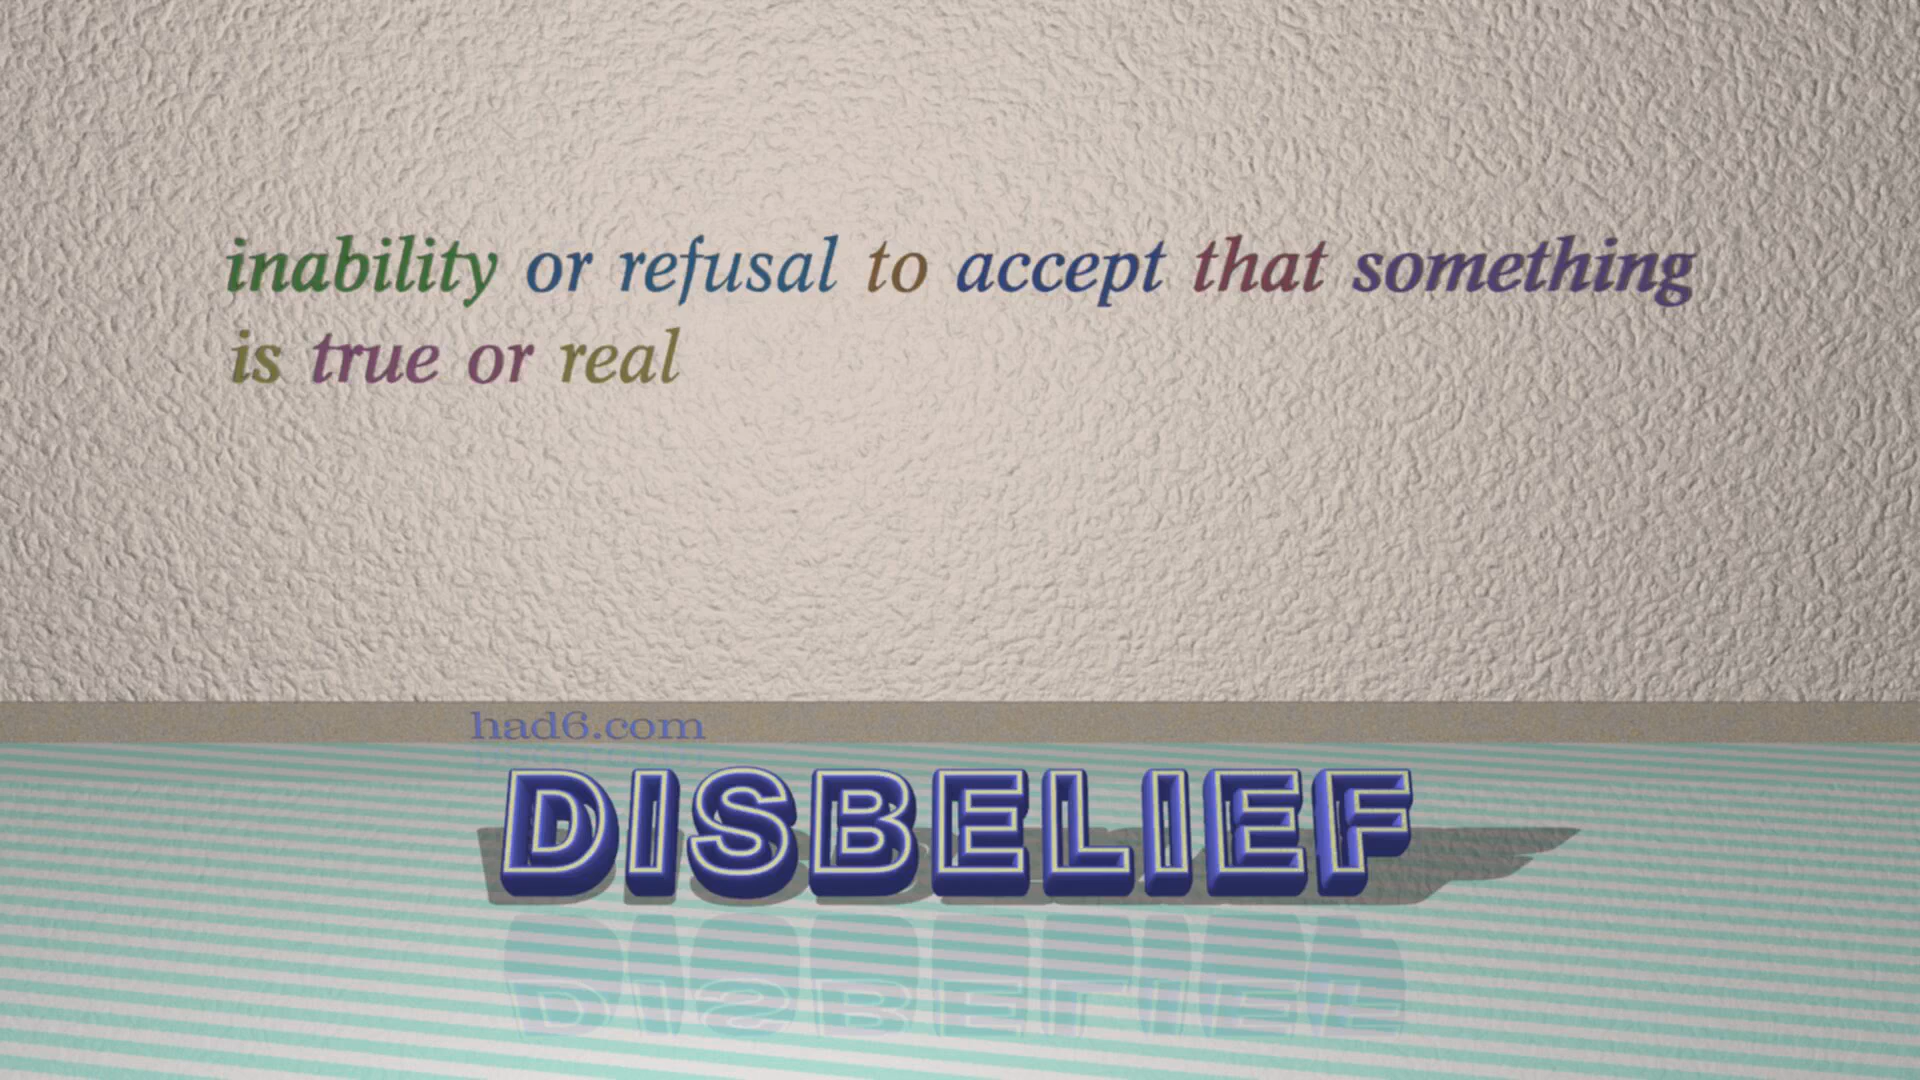 inability or refusal to accept that something
is true or real
had6.com
DISBELIEF